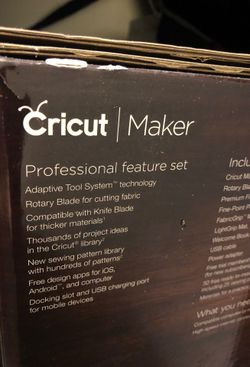 Cricut | Maker
Professional feature set
Adaptive Tool System™ technology
Rotary Blade for cutting fabric
Compatible with Knife Blade
for thicker materials¹
Thousands of project ideas
in the Cricut® library²
New sewing pattern library
with hundreds of patterns²
Free design apps for iOS,
Android™, and computer
Docking slot and USB charging port
for mobile devices
Inclu
Cricut M
Rotary Bla
Premium Fi
Fine-Point P
FabricGrip
LightGrip Mat
Welcome Book
USB cable
Power adapter
What you